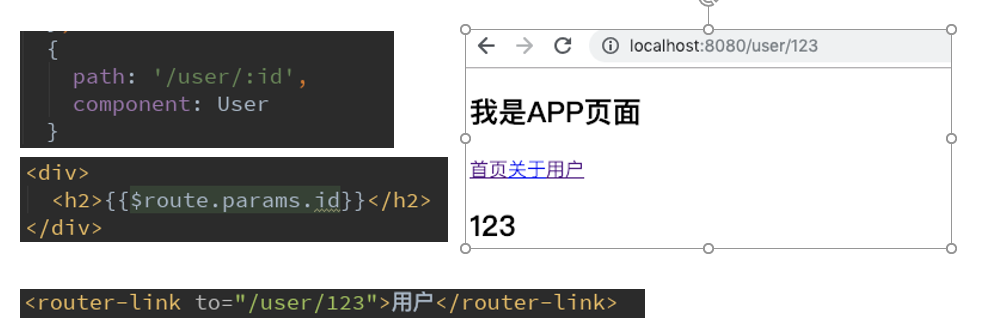 {
path: '/user/:id',
component: User
}
<div>
<h2>{{$route.params.id}}</h2>
</div>
<router-link to="/user/123">用户</router-link>
localhost:8080/user/123
我是APP页面
首页关于用户
123